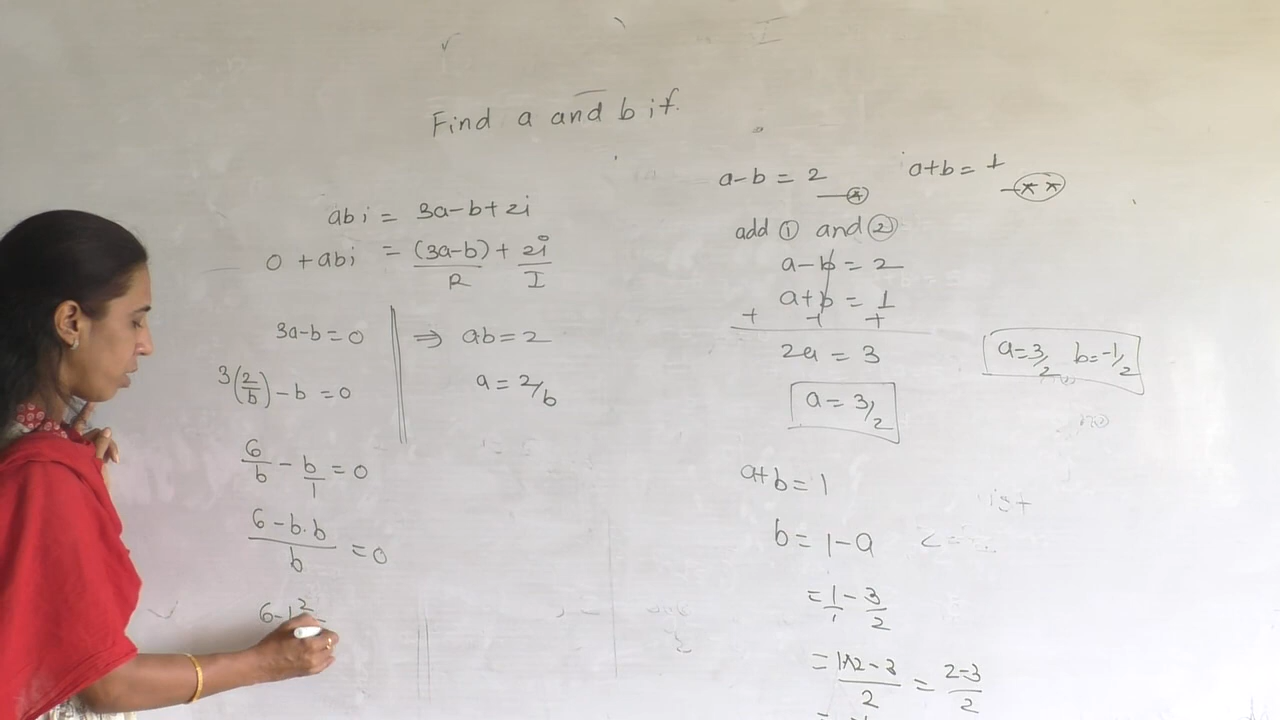 Find a and b if.
abi = 3a-b+2i
0 + abi = (3a-b)/R + 2i/I
3a-b=0 ⇒ ab=2
3(2/b)-b=0 a=2/b
6/b - b/1 = 0
(6-b.b)/b = 0
6-b²
a-b=2 —(*) a+b=1 —(**)
add ① and ②
a-b=2
a+b=1
+ + +
2a=3
a=3/2
a=3/2 b=-1/2
a+b=1
b=1-a
=1/1-3/2
=(1×2-3)/2 = (2-3)/2